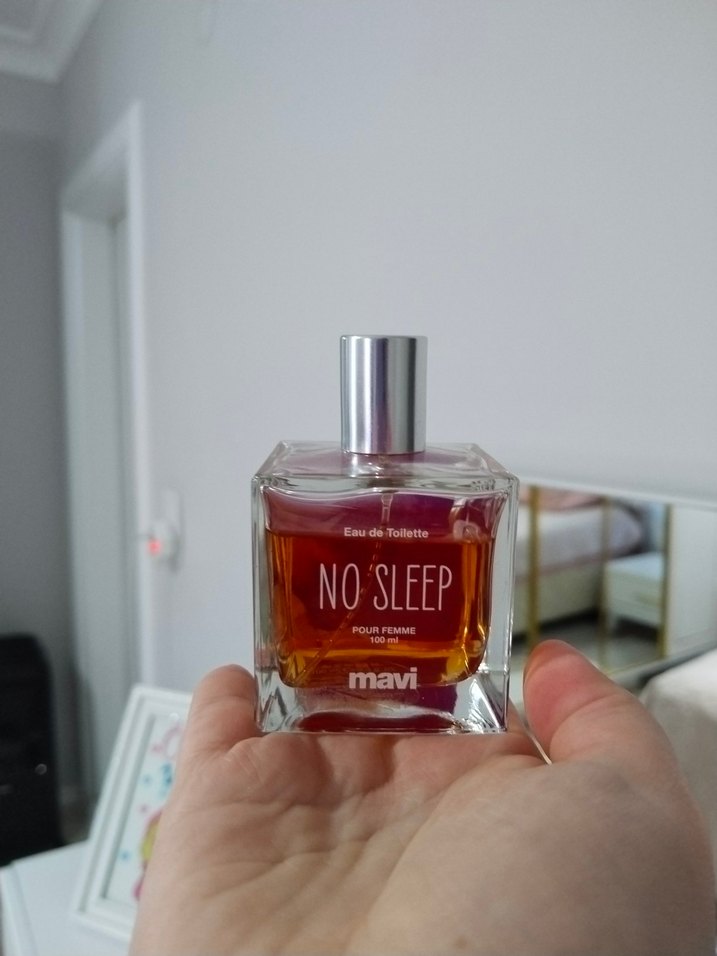 Eau de Toilette
NO SLEEP
POUR FEMME
100 ml
mavi